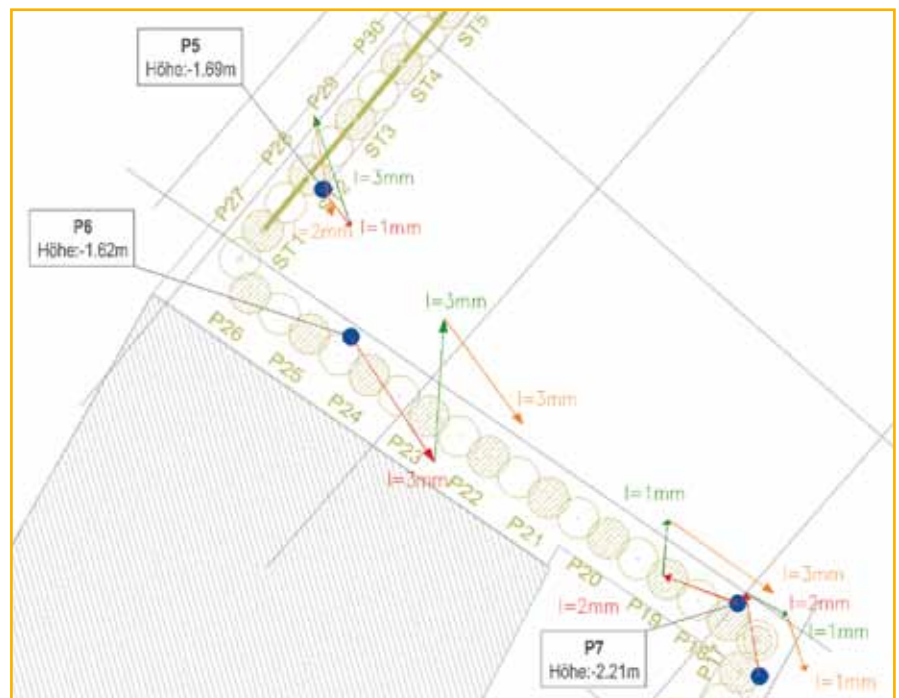 P5
Höhe:-1.69m
P30
ST5
ST4
P29
ST3
P28
l=3mm
P27
l=2mm
l=1mm
P6
Höhe:-1.62m
ST1
l=3mm
P26
P25
P24
l=3mm
P23
l=3mm
P22
l=1mm
P21
P20
l=3mm
l=2mm
l=2mm
P19
l=1mm
P18
P17
P7
Höhe:-2.21m
l=1mm